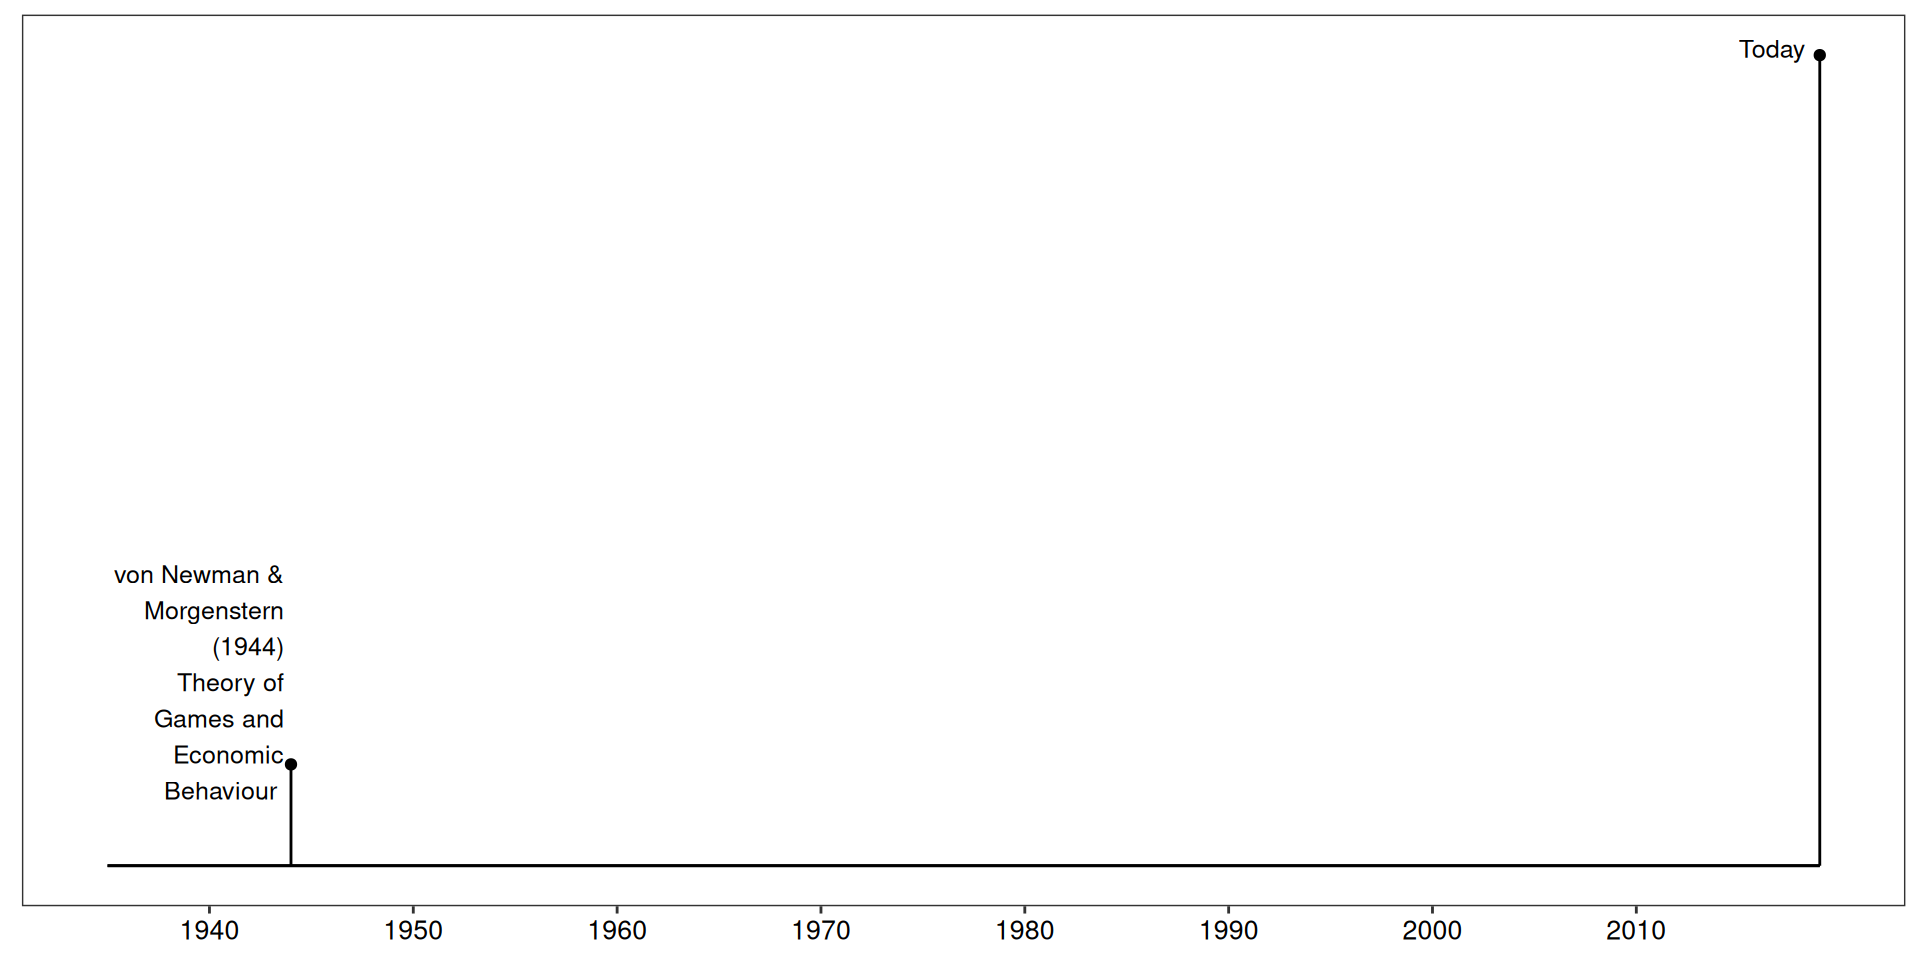 Today
von Newman &
Morgenstern
(1944)
Theory of
Games and
Economic
Behaviour
1940 1950 1960 1970 1980 1990 2000 2010